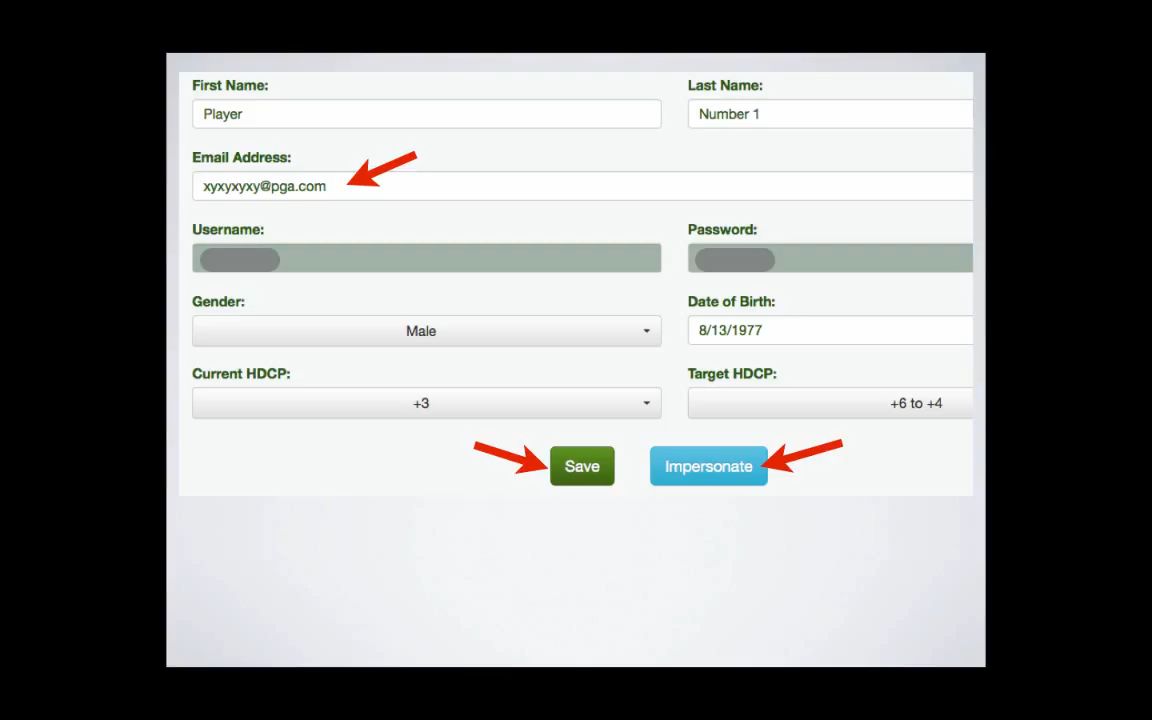 First Name: Last Name:
Player Number 1
Email Address:
xyxyxyxy@pga.com
Username: Password:
Gender: Date of Birth:
Male 8/13/1977
Current HDCP: Target HDCP:
+3 +6 to +4
Save Impersonate